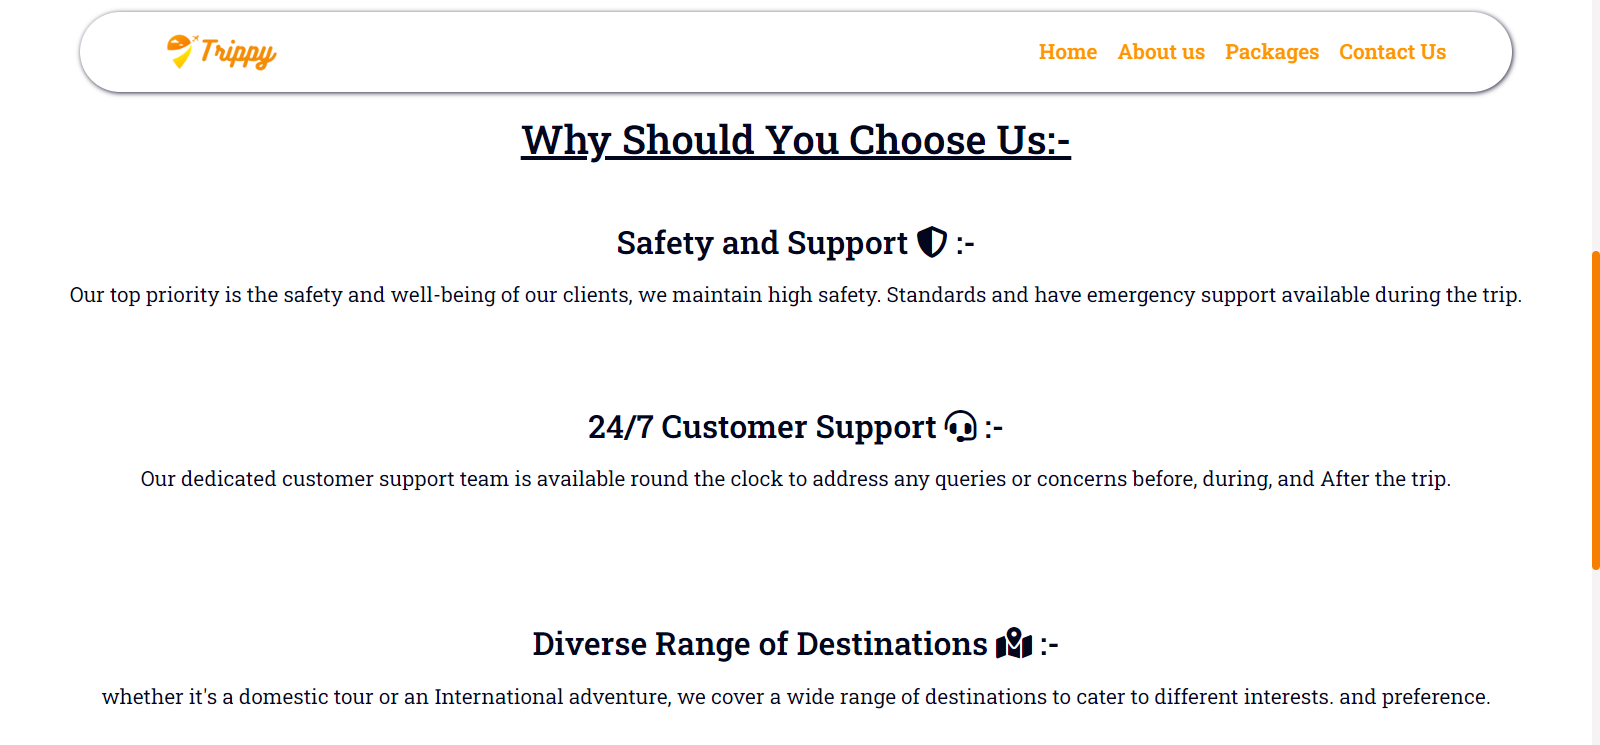 Trippy
Home About us Packages Contact Us
Why Should You Choose Us:-
Safety and Support :-
Our top priority is the safety and well-being of our clients, we maintain high safety. Standards and have emergency support available during the trip.
24/7 Customer Support :-
Our dedicated customer support team is available round the clock to address any queries or concerns before, during, and After the trip.
Diverse Range of Destinations :-
whether it's a domestic tour or an International adventure, we cover a wide range of destinations to cater to different interests. and preference.